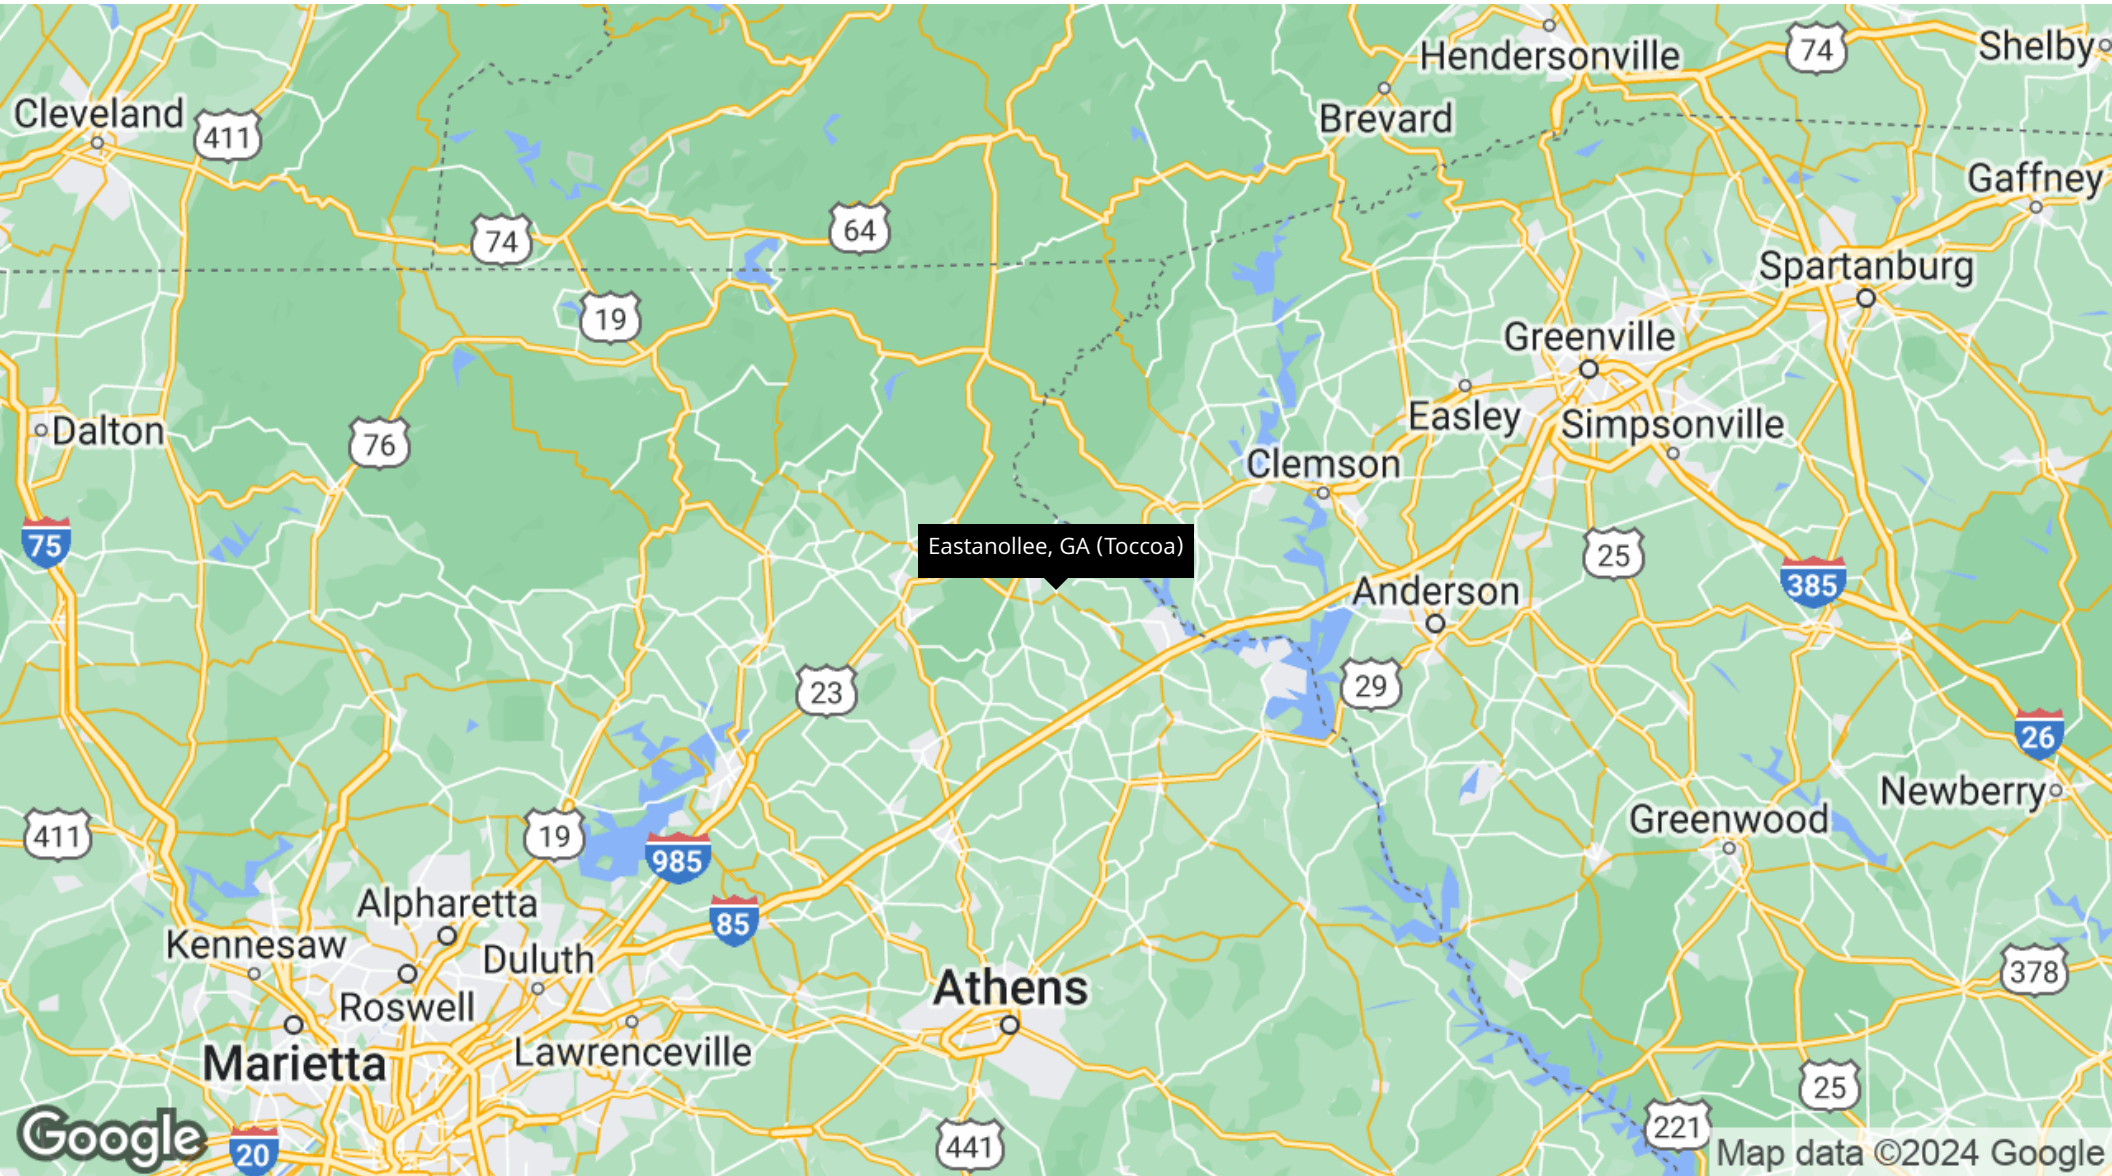 Hendersonville
74
Shelby
Cleveland
411
Brevard
Gaffney
74
64
Spartanburg
19
Greenville
Dalton
76
Easley
Simpsonville
Clemson
75
Eastanollee, GA (Toccoa)
25
385
Anderson
23
29
26
Newberry
411
19
985
Greenwood
Alpharetta
85
Kennesaw
Duluth
378
Athens
Roswell
Marietta
Lawrenceville
25
Google
20
441
221
Map data ©2024 Google